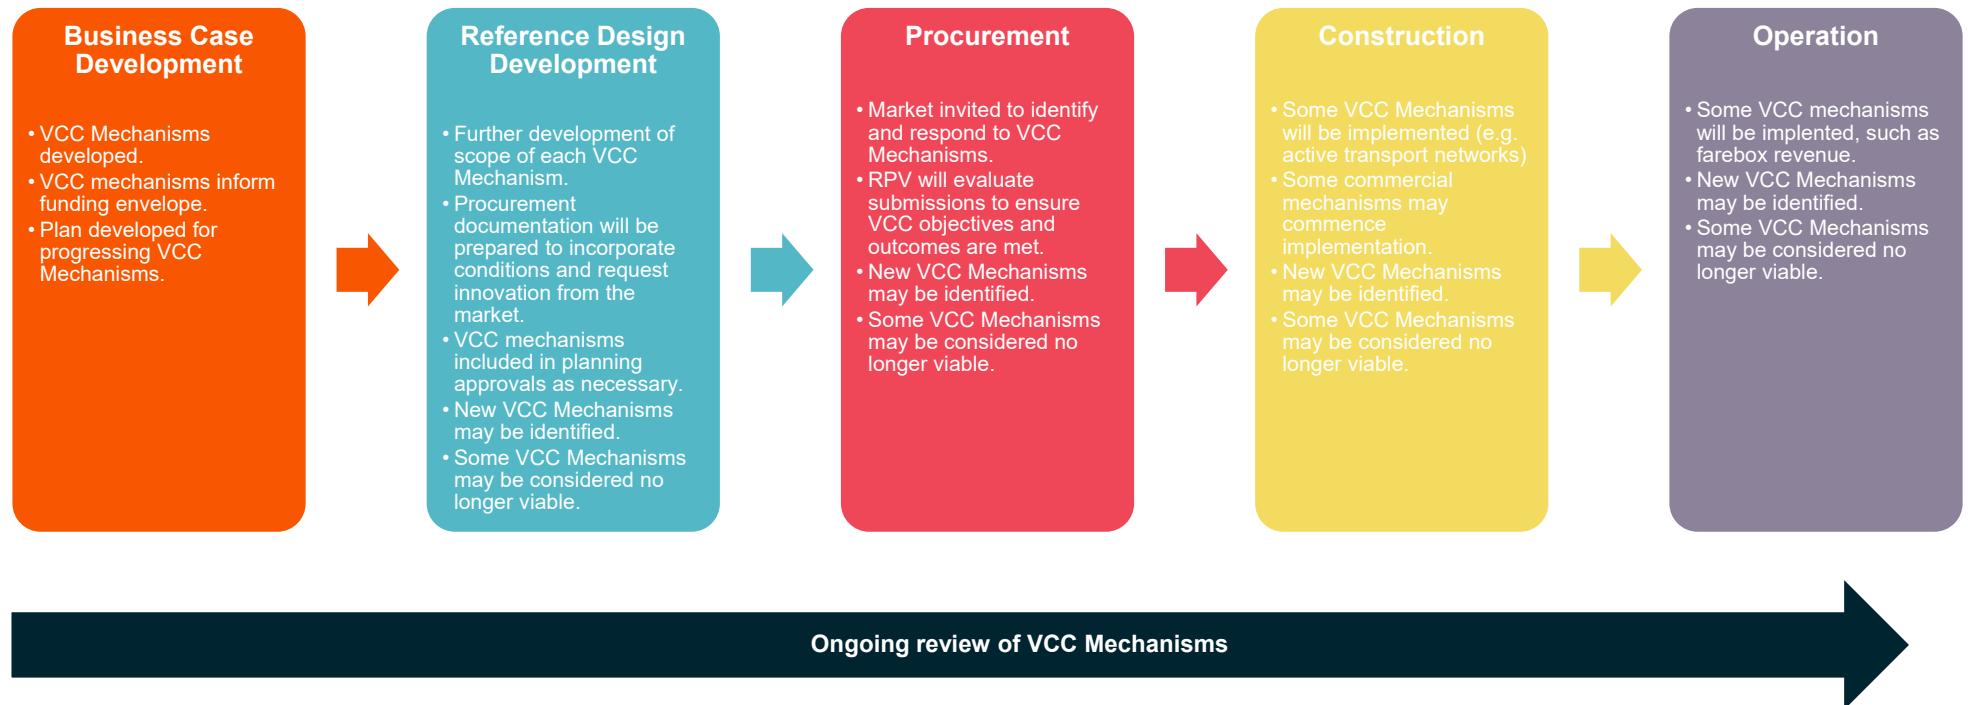 Business Case
Development
• VCC Mechanisms
developed.
• VCC mechanisms inform
funding envelope.
• Plan developed for
progressing VCC
Mechanisms.
Reference Design
Development
• Further development of
scope of each VCC
Mechanism.
• Procurement
documentation will be
prepared to incorporate
conditions and request
innovation from the
market.
• VCC mechanisms
included in planning
approvals as necessary.
• New VCC Mechanisms
may be identified.
• Some VCC Mechanisms
may be considered no
longer viable.
Procurement
• Market invited to identify
and respond to VCC
Mechanisms.
• RPV will evaluate
submissions to ensure
VCC objectives and
outcomes are met.
• New VCC Mechanisms
may be identified.
• Some VCC Mechanisms
may be considered no
longer viable.
Construction
• Some VCC Mechanisms
will be implemented (e.g.
active transport networks)
• Some commercial
mechanisms may
commence
implementation.
• New VCC Mechanisms
may be identified.
• Some VCC Mechanisms
may be considered no
longer viable.
Operation
• Some VCC mechanisms
will be implented, such as
farebox revenue.
• New VCC Mechanisms
may be identified.
• Some VCC Mechanisms
may be considered no
longer viable.
Ongoing review of VCC Mechanisms